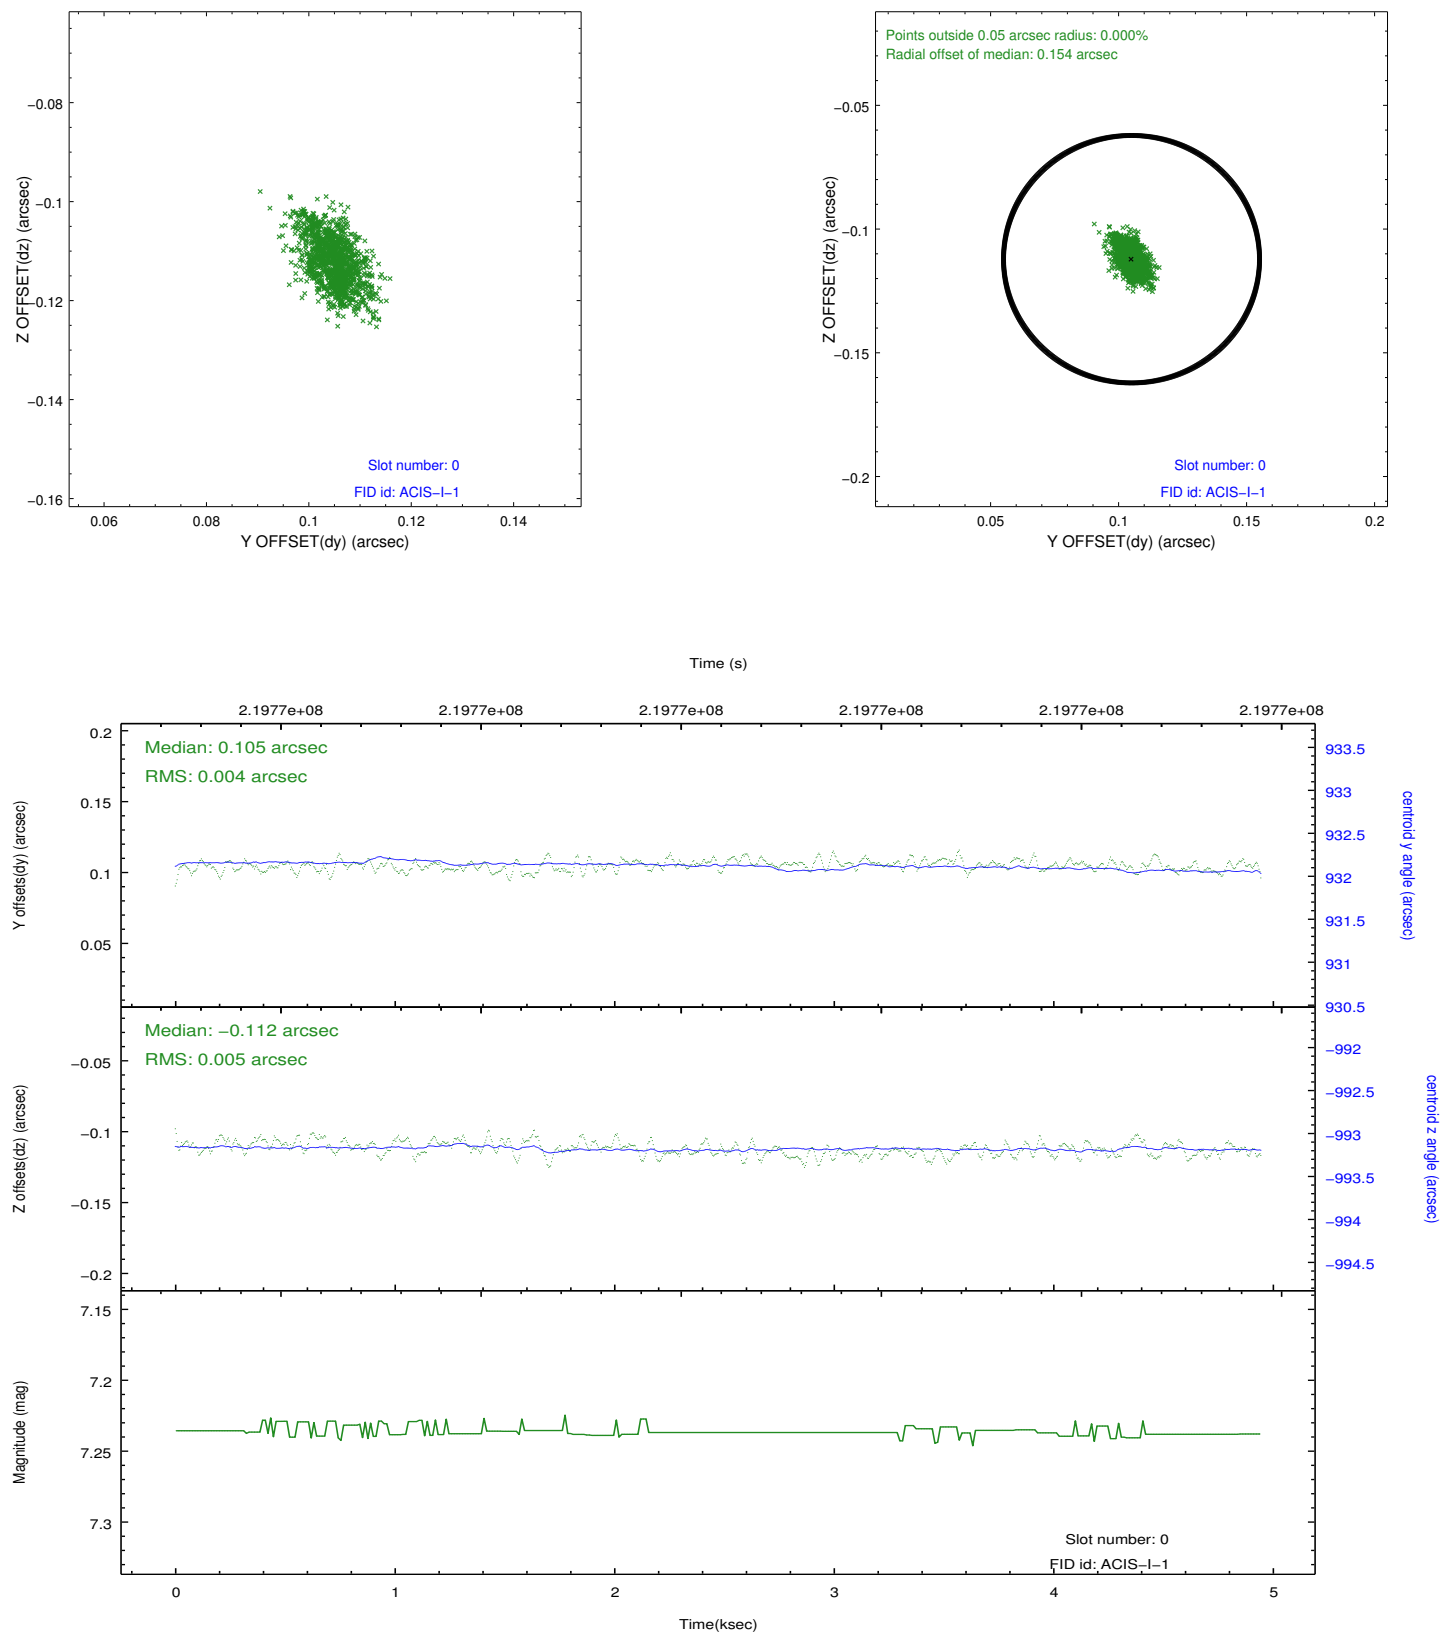 −0.08
−0.1
−0.12
−0.14
−0.16
Z OFFSET(dz) (arcsec)
Slot number: 0
FID id: ACIS−I−1
0.06 0.08 0.1 0.12 0.14
Y OFFSET(dy) (arcsec)
Points outside 0.05 arcsec radius: 0.000%
Radial offset of median: 0.154 arcsec
−0.05
−0.1
−0.15
−0.2
Z OFFSET(dz) (arcsec)
Slot number: 0
FID id: ACIS−I−1
0.05 0.1 0.15 0.2
Y OFFSET(dy) (arcsec)
Time (s)
2.1977e+08 2.1977e+08 2.1977e+08 2.1977e+08 2.1977e+08 2.1977e+08
Median: 0.105 arcsec
RMS: 0.004 arcsec
0.2
0.15
0.1
0.05
Y offsets(dy) (arcsec)
933.5
933
932.5
932
931.5
931
930.5
centroid y angle (arcsec)
Median: −0.112 arcsec
RMS: 0.005 arcsec
−0.05
−0.1
−0.15
−0.2
Z offsets(dz) (arcsec)
−992
−992.5
−993
−993.5
−994
−994.5
centroid z angle (arcsec)
7.15
7.2
7.25
7.3
Magnitude (mag)
Slot number: 0
FID id: ACIS−I−1
0 1 2 3 4 5
Time(ksec)